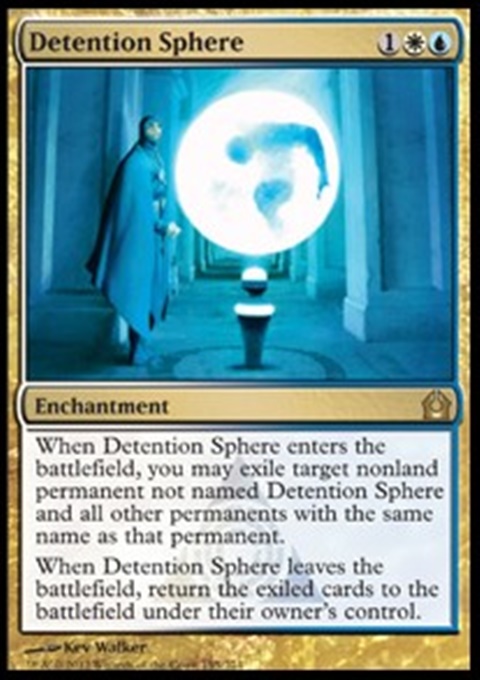 Detention Sphere 1
Enchantment
When Detention Sphere enters the
battlefield, you may exile target nonland
permanent not named Detention Sphere
and all other permanents with the same
name as that permanent.
When Detention Sphere leaves the
battlefield, return the exiled cards to the
battlefield under their owner's control.
Kev Walker